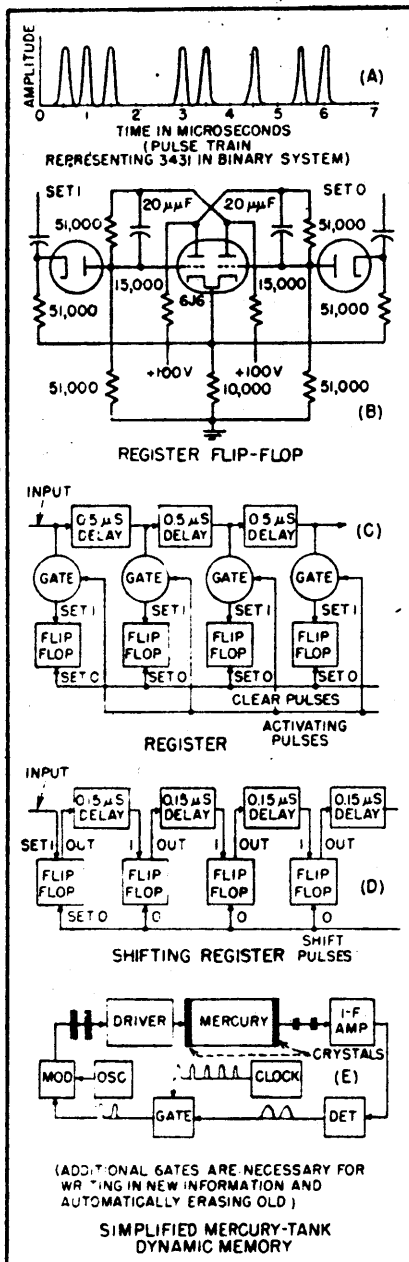 AMPLITUDE
(A)
0 1 2 3 4 5 6 7
TIME IN MICROSECONDS
(PULSE TRAIN
REPRESENTING 3431 IN BINARY SYSTEM)
SET 1
SET 0
20 μμF 20 μμF
51,000
51,000
15,000
6J6
15,000
51,000
51,000
+100V
+100V
51,000
10,000
51,000
(B)
REGISTER FLIP-FLOP
INPUT
0.5 μS DELAY
0.5 μS DELAY
0.5 μS DELAY
(C)
GATE GATE GATE GATE
SET 1 SET 1 SET 1 SET 1
FLIP FLOP
FLIP FLOP
FLIP FLOP
FLIP FLOP
SET 0 SET 0 SET 0 SET 0
CLEAR PULSES
ACTIVATING
PULSES
REGISTER
INPUT
0.15 μS DELAY
0.15 μS DELAY
0.15 μS DELAY
0.15 μS DELAY
SET 1 OUT 1 OUT 1 OUT 1 OUT
FLIP FLOP
FLIP FLOP
FLIP FLOP
FLIP FLOP
(D)
SET 0 0 0 0
SHIFT
PULSES
SHIFTING REGISTER
DRIVER
MERCURY
I-F AMP
CRYSTALS
MOD
OSC
CLOCK
(E)
GATE
DET
(ADDITIONAL GATES ARE NECESSARY FOR
WRITING IN NEW INFORMATION AND
AUTOMATICALLY ERASING OLD)
SIMPLIFIED MERCURY-TANK
DYNAMIC MEMORY